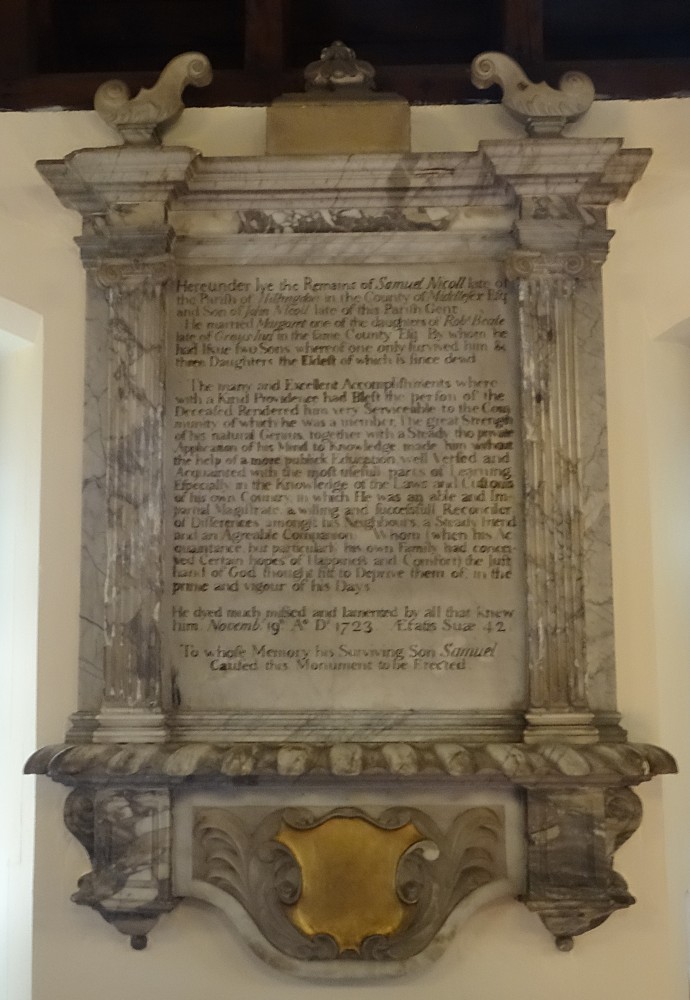 Hereunder lye the Remains of Samuel Nicoll late of
the Parish of Hillingdon in the County of Middlesex Esq
and Son of John Nicoll late of this Parish Gent
He married Margaret one of the daughters of Robt Beale
late of in the same County Esq By whom he
had Issue two Sons whereof one only survived him &
three Daughters the Eldest of which is since dead
The many and Excellent Accomplishments where
with a Kind Providence had Blest the person of the
Deceased Rendered him very Serviceable to the Com
munity of which he was a member, The great Strength
of his natural Genius, together with a Steady tho private
Application of his Mind to Knowledge made him without
the help of a more publick Education well Versed and
Acquainted with the most usefull parts of Learning
Especially in the Knowledge of the Laws and Customs
of his own Country, in which He was an able and Im-
partial Magistrate, a willing and successfull Reconciler
of Differences amongst his Neighbours, a Steady friend
and an Agreable Companion. Whom (when his Ac
quaintance, but particularly his own Family had concei-
ved Certain hopes of Happiness and Comfort) the Just
hand of God thought fitt to Deprive them of, in the
prime and vigour of his Days
He dyed much missed and lamented by all that knew
him. Novemb. 19th Ao Di 1723 Ætatis Suæ 42
To whose Memory his Surviving Son Samuel
Caused this Monument to be Erected